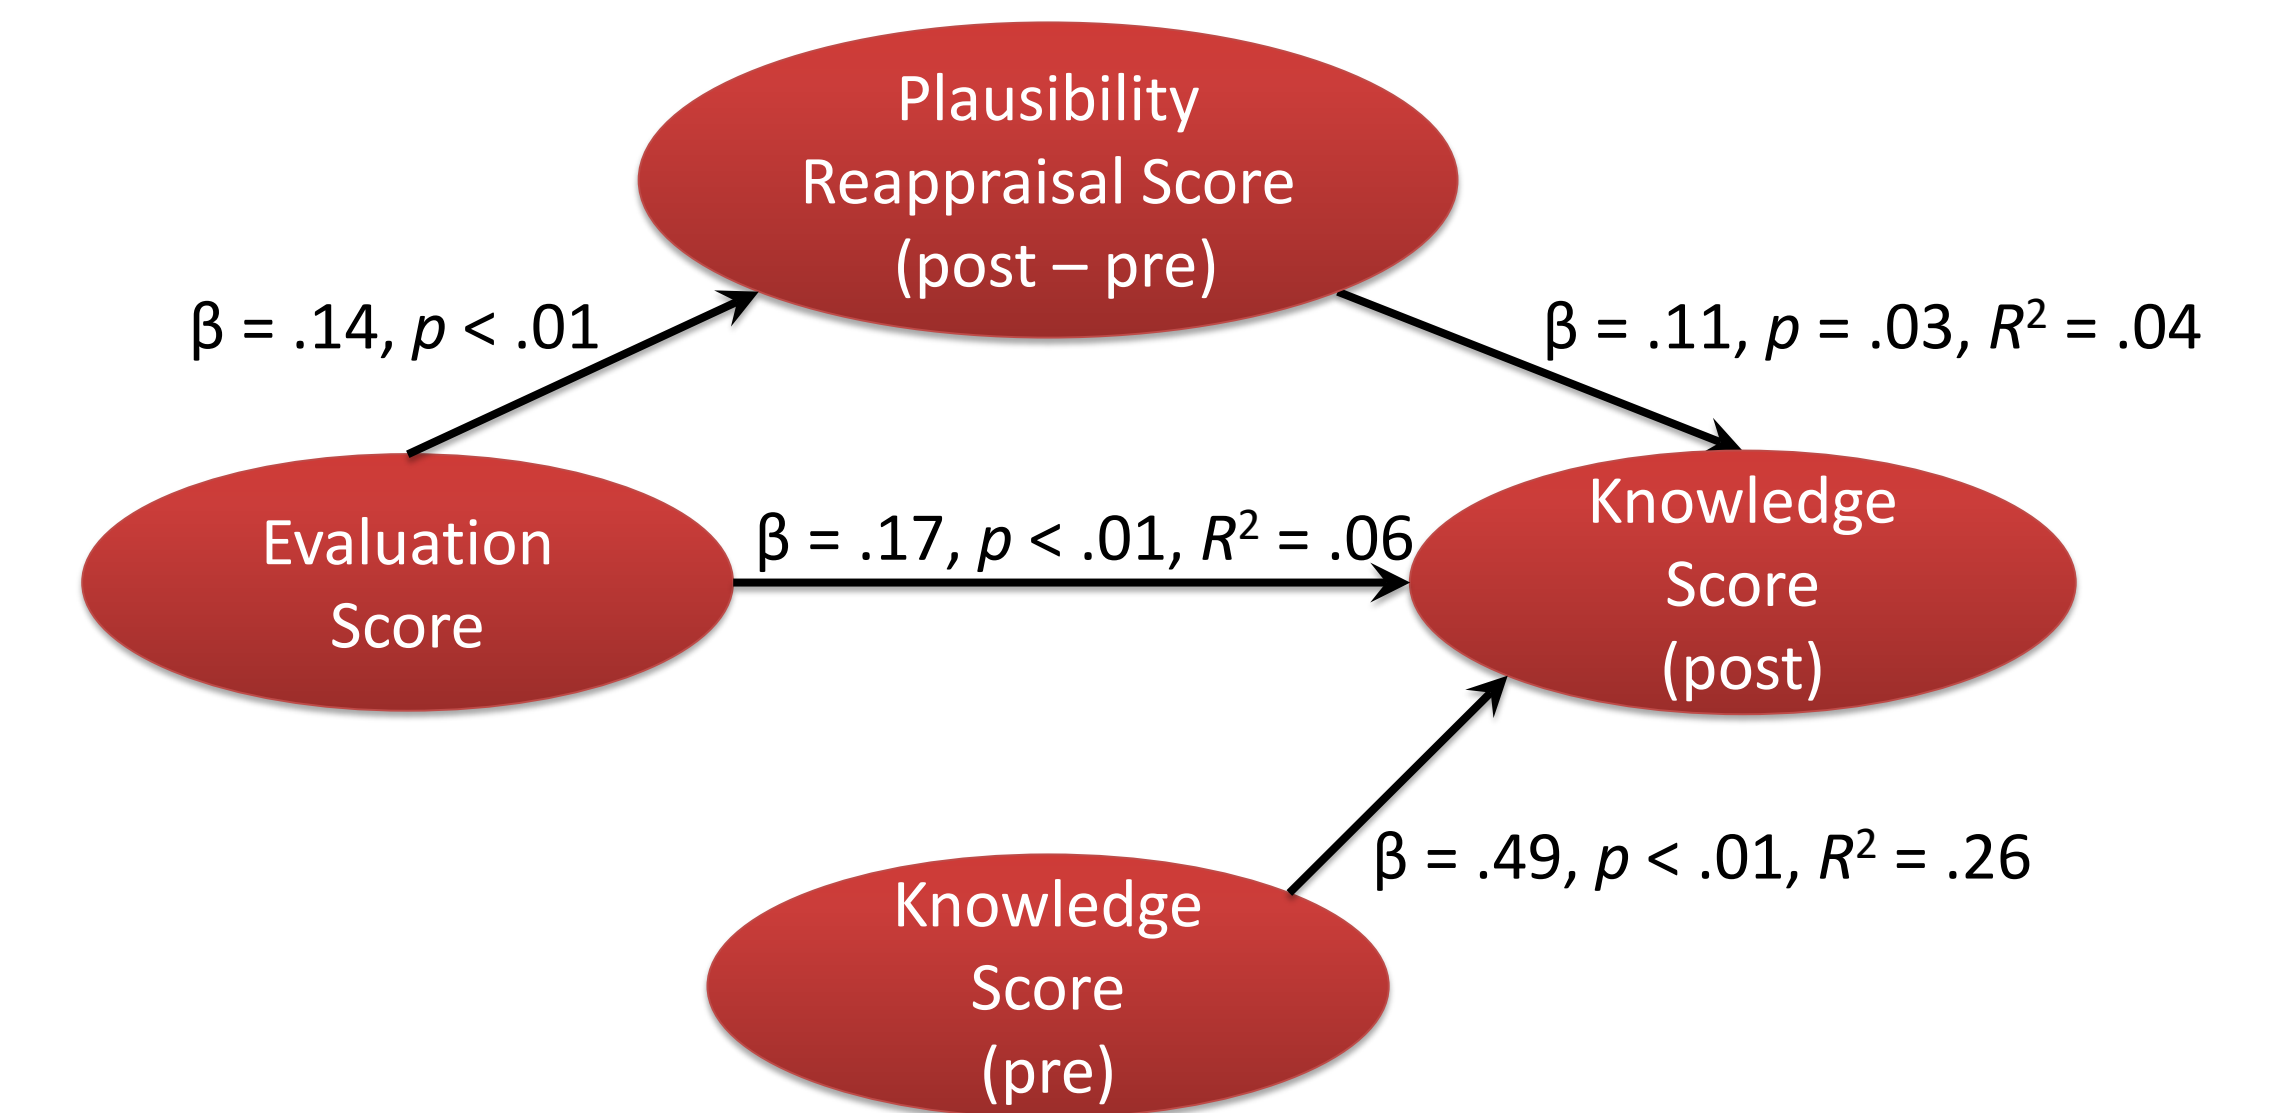 Plausibility
Reappraisal Score
(post – pre)
β = .14, p < .01
β = .11, p = .03, R² = .04
Evaluation
Score
β = .17, p < .01, R² = .06
Knowledge
Score
(post)
β = .49, p < .01, R² = .26
Knowledge
Score
(pre)